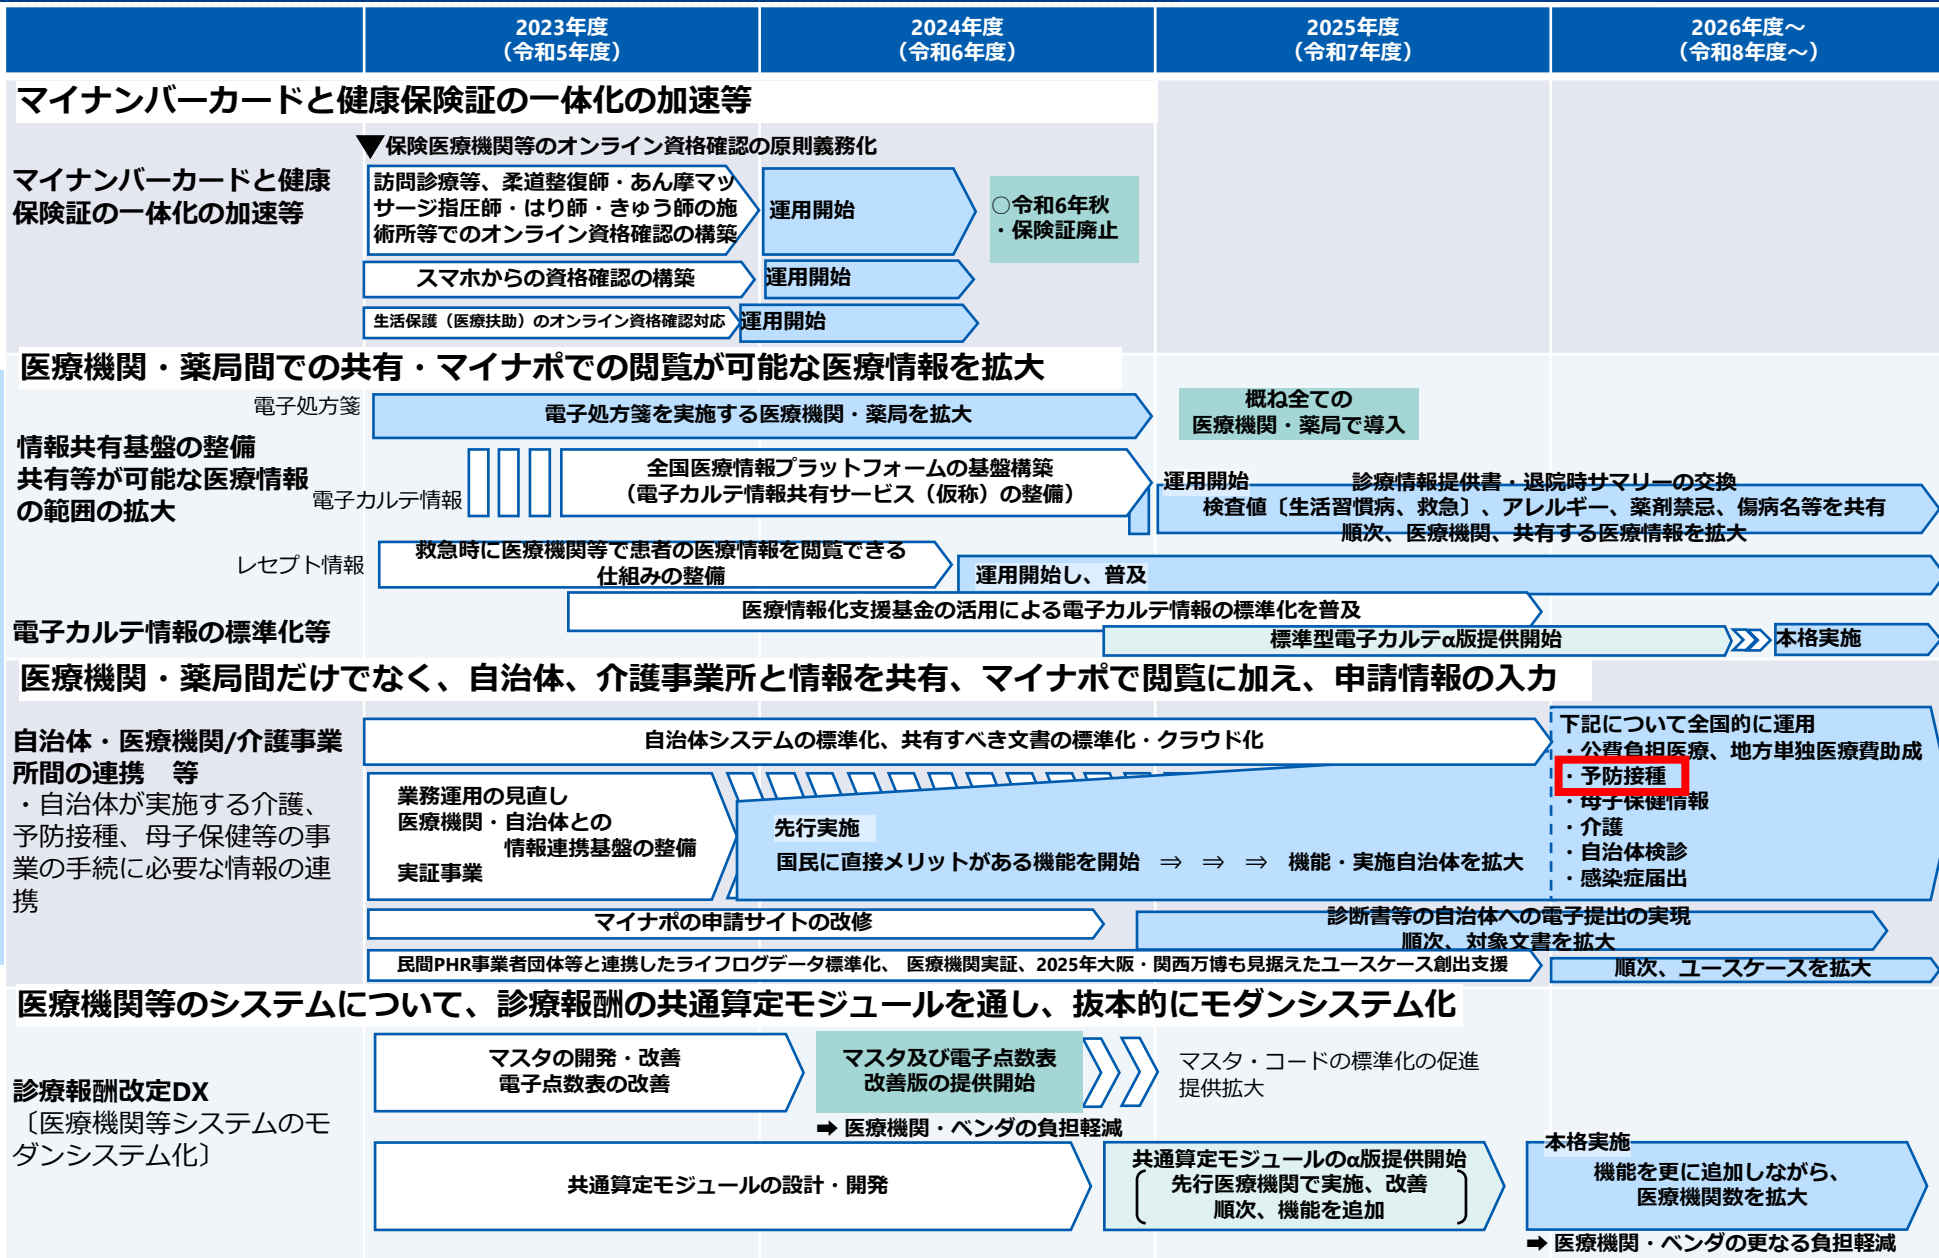 2023年度
（令和5年度）
2024年度
（令和6年度）
2025年度
（令和7年度）
2026年度～
（令和8年度～）
マイナンバーカードと健康保険証の一体化の加速等
マイナンバーカードと健康
保険証の一体化の加速等
▼保険医療機関等のオンライン資格確認の原則義務化
訪問診療等、柔道整復師・あん摩マッ
サージ指圧師・はり師・きゅう師の施
術所等でのオンライン資格確認の構築
運用開始
○令和6年秋
・保険証廃止
スマホからの資格確認の構築
運用開始
生活保護（医療扶助）のオンライン資格確認対応
運用開始
医療機関・薬局間での共有・マイナポでの閲覧が可能な医療情報を拡大
情報共有基盤の整備
共有等が可能な医療情報
の範囲の拡大
電子処方箋
電子処方箋を実施する医療機関・薬局を拡大
概ね全ての
医療機関・薬局で導入
電子カルテ情報
全国医療情報プラットフォームの基盤構築
（電子カルテ情報共有サービス（仮称）の整備）
運用開始
診療情報提供書・退院時サマリーの交換
検査値〔生活習慣病、救急〕、アレルギー、薬剤禁忌、傷病名等を共有
順次、医療機関、共有する医療情報を拡大
レセプト情報
救急時に医療機関等で患者の医療情報を閲覧できる
仕組みの整備
運用開始し、普及
電子カルテ情報の標準化等
医療情報化支援基金の活用による電子カルテ情報の標準化を普及
標準型電子カルテα版提供開始
本格実施
医療機関・薬局間だけでなく、自治体、介護事業所と情報を共有、マイナポで閲覧に加え、申請情報の入力
自治体・医療機関/介護事業
所間の連携　等
・自治体が実施する介護、
予防接種、母子保健等の事
業の手続に必要な情報の連
携
自治体システムの標準化、共有すべき文書の標準化・クラウド化
業務運用の見直し
医療機関・自治体との
情報連携基盤の整備
実証事業
先行実施
国民に直接メリットがある機能を開始　⇒　⇒　⇒　機能・実施自治体を拡大
下記について全国的に運用
・公費負担医療、地方単独医療費助成
・予防接種
・母子保健情報
・介護
・自治体検診
・感染症届出
マイナポの申請サイトの改修
診断書等の自治体への電子提出の実現
順次、対象文書を拡大
民間PHR事業者団体等と連携したライフログデータ標準化、 医療機関実証、2025年大阪・関西万博も見据えたユースケース創出支援
順次、ユースケースを拡大
医療機関等のシステムについて、診療報酬の共通算定モジュールを通し、抜本的にモダンシステム化
診療報酬改定DX
〔医療機関等システムのモ
ダンシステム化〕
マスタの開発・改善
電子点数表の改善
マスタ及び電子点数表
改善版の提供開始
マスタ・コードの標準化の促進
提供拡大
➡ 医療機関・ベンダの負担軽減
共通算定モジュールの設計・開発
共通算定モジュールのα版提供開始
先行医療機関で実施、改善
順次、機能を追加
本格実施
機能を更に追加しながら、
医療機関数を拡大
➡ 医療機関・ベンダの更なる負担軽減